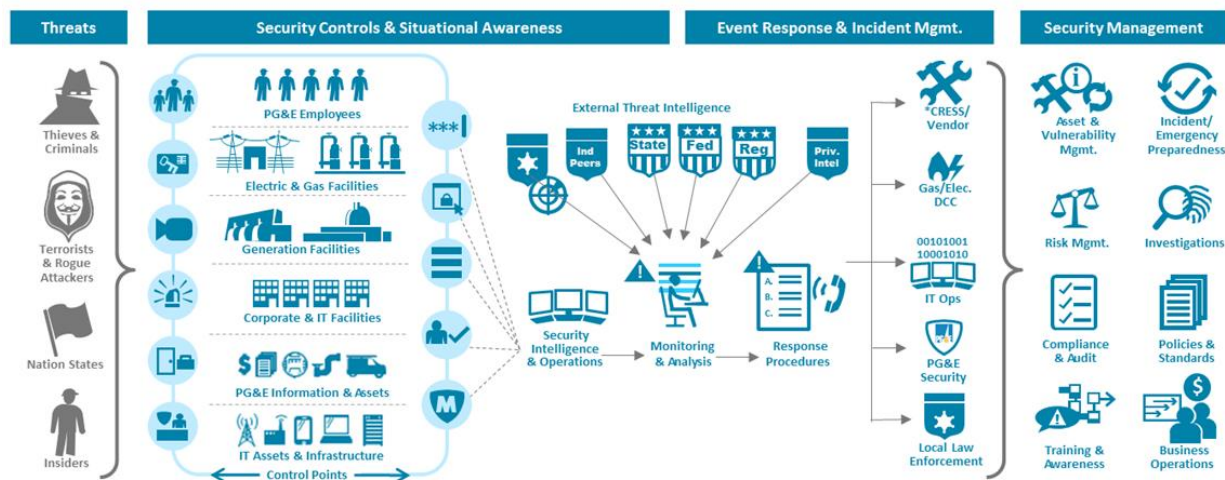 Threats
Security Controls & Situational Awareness
Event Response & Incident Mgmt.
Security Management
Thieves &
Criminals
Terrorists
& Rogue
Attackers
Nation States
Insiders
PG&E Employees
Electric & Gas Facilities
Generation Facilities
Corporate & IT Facilities
$
PG&E Information & Assets
IT Assets & Infrastructure
Control Points
***|
M
External Threat Intelligence
Ind
Peers
State
Fed
Reg
Priv.
Intel
Security
Intelligence
& Operations
!
Monitoring
& Analysis
!
A.
B.
C.
Response
Procedures
*CRESS/
Vendor
Gas/Elec.
DCC
00101001
10001010
IT Ops
PG&E
Security
Local Law
Enforcement
i
Asset &
Vulnerability
Mgmt.
Incident/
Emergency
Preparedness
Risk Mgmt.
Investigations
Compliance
& Audit
Policies &
Standards
!
Training &
Awareness
$
Business
Operations